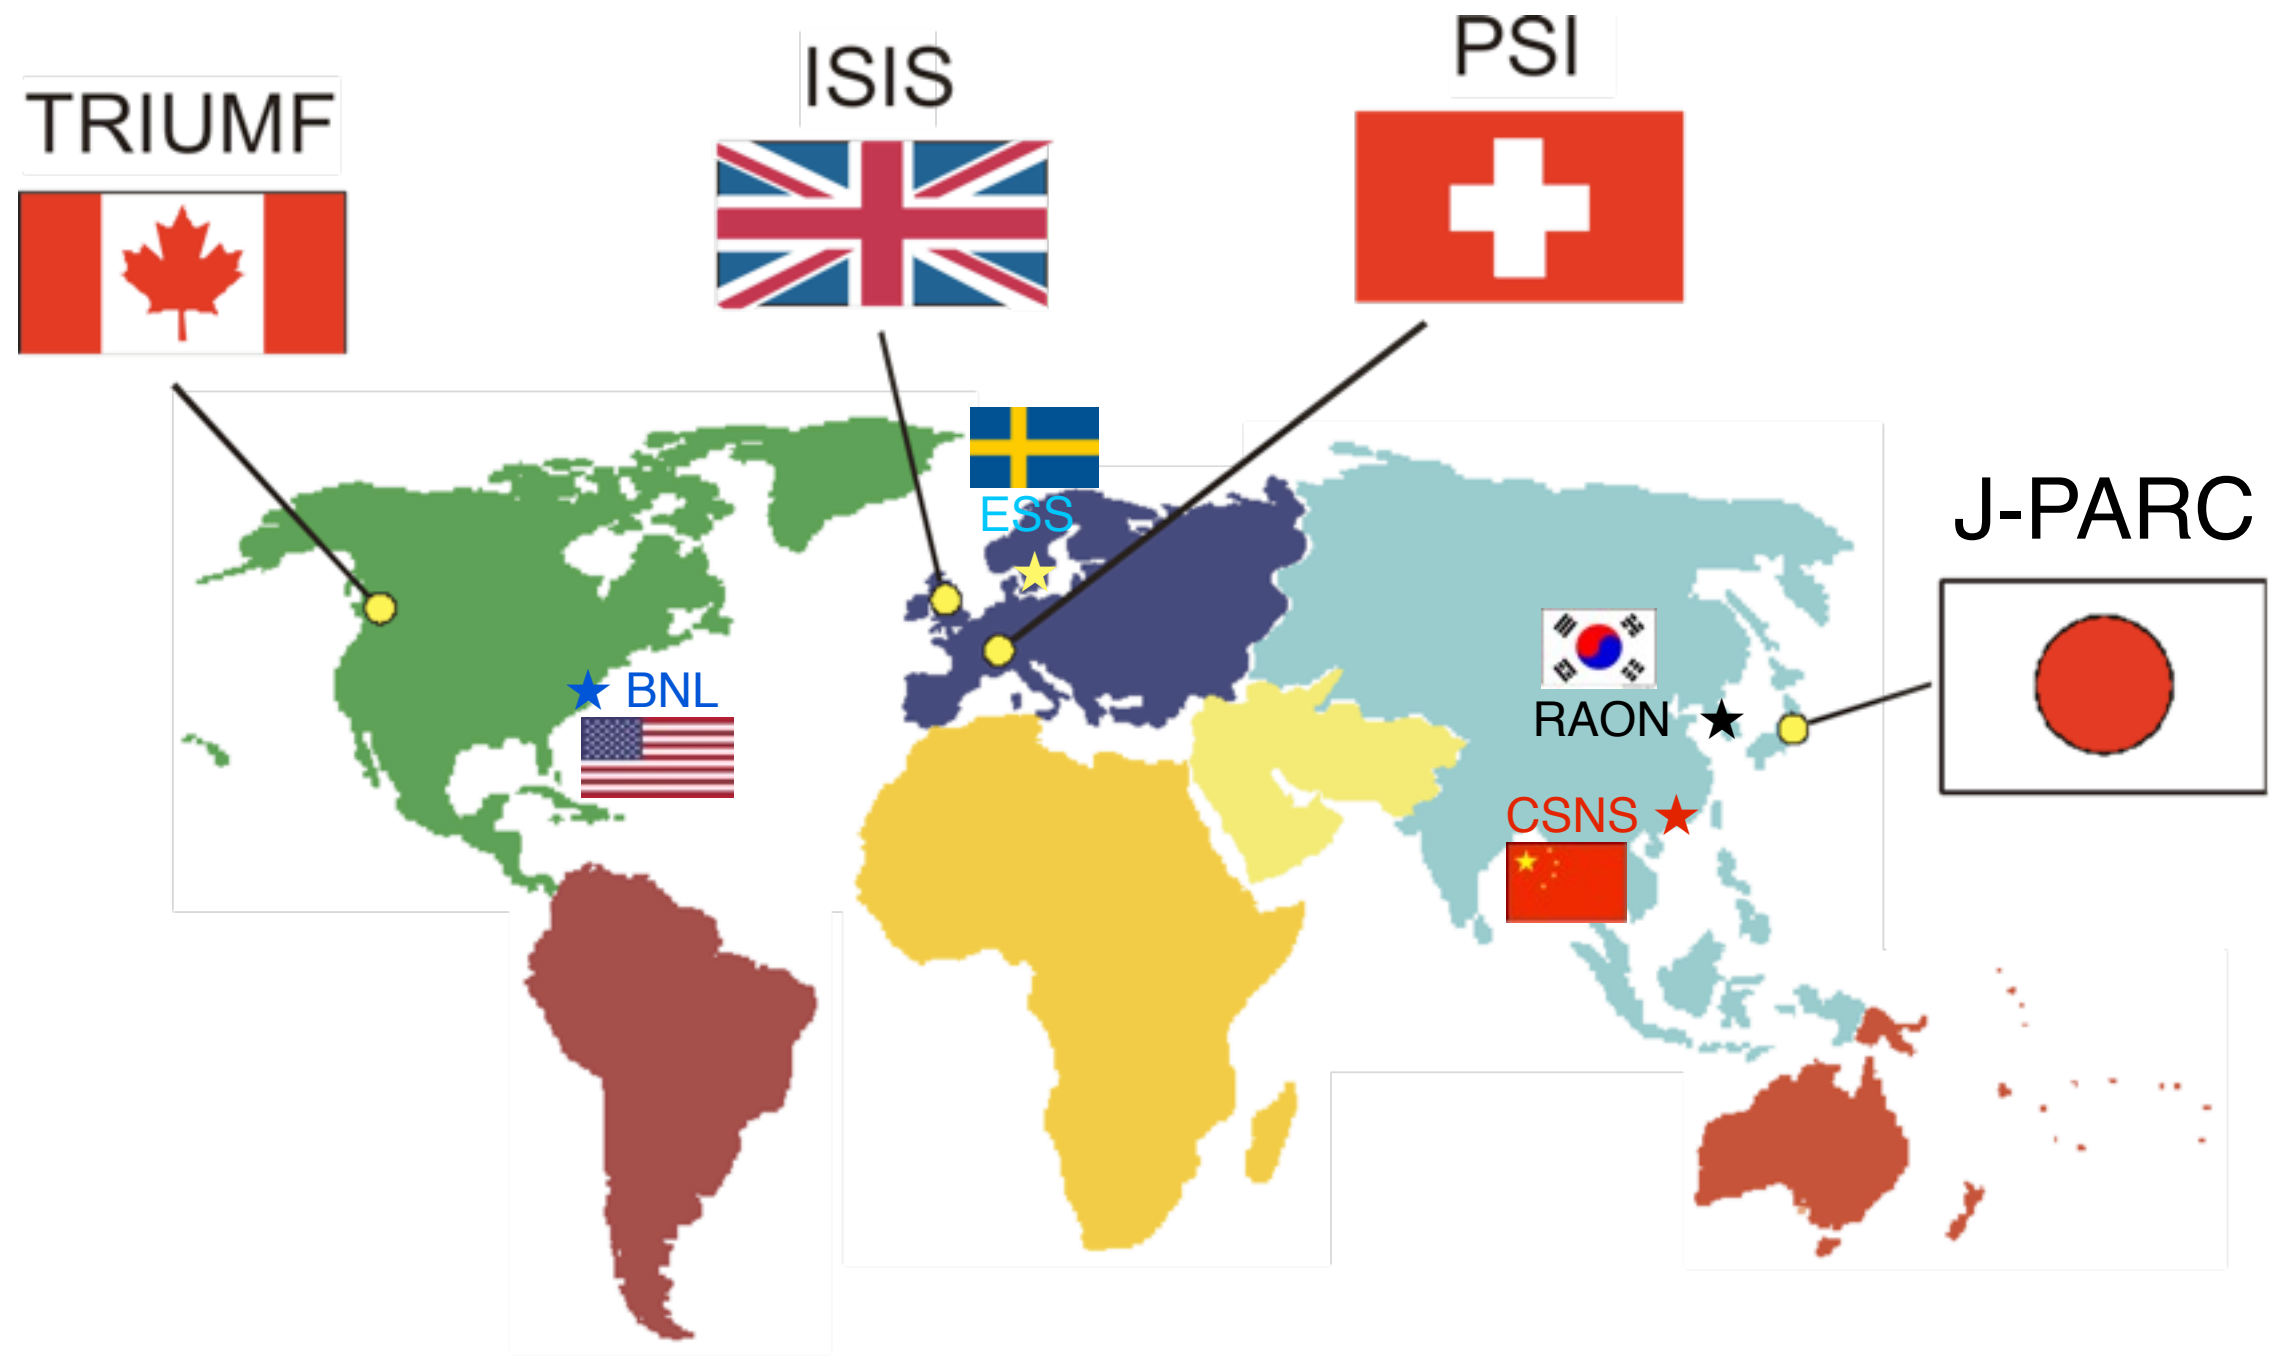 TRIUMF
ISIS
PSI
ESS
J-PARC
BNL
RAON
CSNS